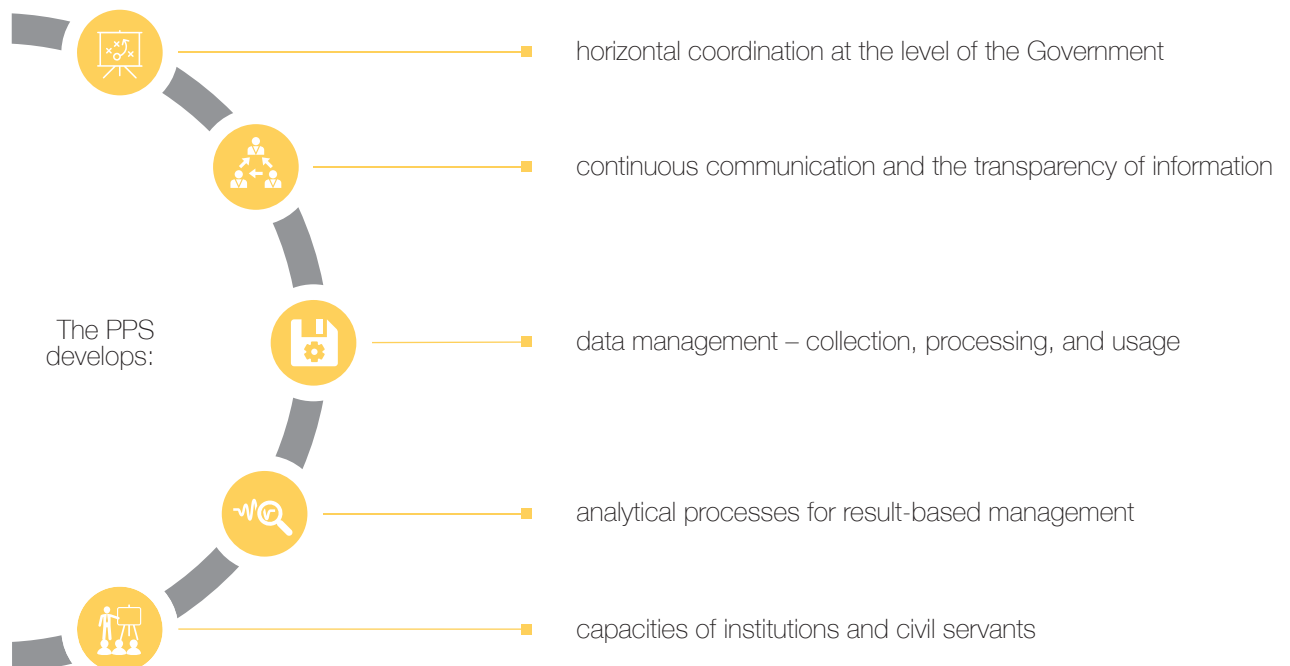 The PPS
develops:
horizontal coordination at the level of the Government
continuous communication and the transparency of information
data management – collection, processing, and usage
analytical processes for result-based management
capacities of institutions and civil servants